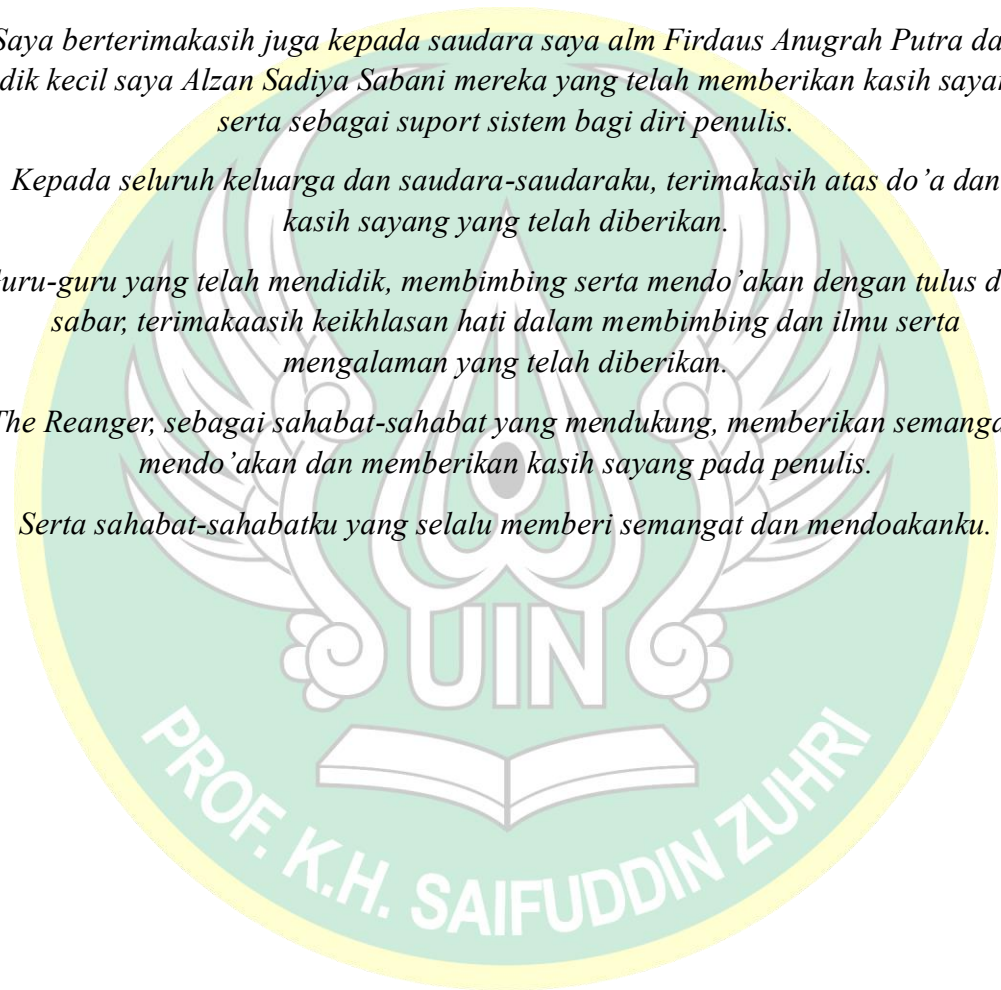 Saya berterimakasih juga kepada saudara saya alm Firdaus Anugrah Putra da
dik kecil saya Alzan Sadiya Sabani mereka yang telah memberikan kasih sayan
serta sebagai suport sistem bagi diri penulis.
Kepada seluruh keluarga dan saudara-saudaraku, terimakasih atas do’a dan
kasih sayang yang telah diberikan.
uru-guru yang telah mendidik, membimbing serta mendo’akan dengan tulus d
sabar, terimakaasih keikhlasan hati dalam membimbing dan ilmu serta
mengalaman yang telah diberikan.
The Reanger, sebagai sahabat-sahabat yang mendukung, memberikan semanga
mendo’akan dan memberikan kasih sayang pada penulis.
Serta sahabat-sahabatku yang selalu memberi semangat dan mendoakanku.
UIN
PROF. K.H. SAIFUDDIN ZUHRI